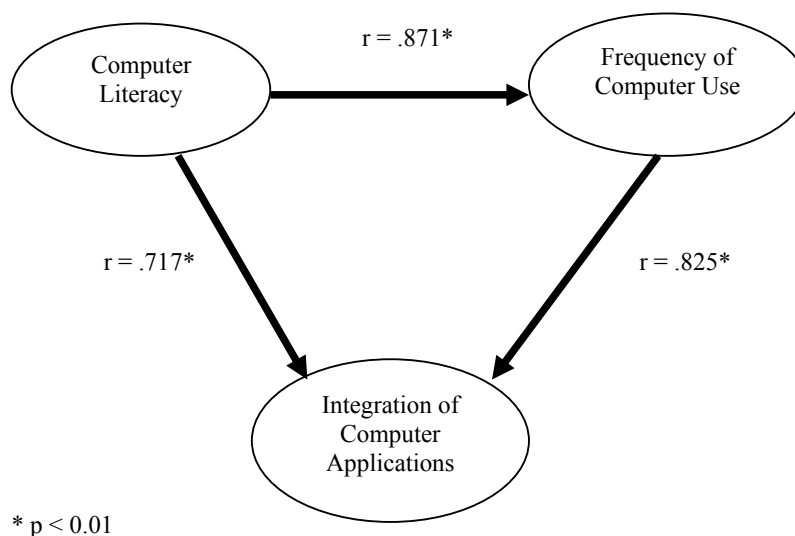 r = .871*
Computer
Literacy
Frequency of
Computer Use
r = .717*
r = .825*
Integration of
Computer
Applications
* p < 0.01